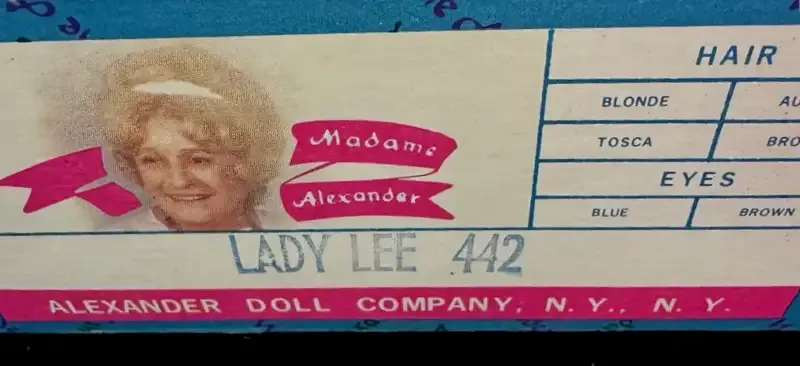 Madame
Alexander
HAIR
BLONDE
TOSCA
EYES
BLUE BROWN
LADY LEE 442
ALEXANDER DOLL COMPANY, N. Y., N. Y.